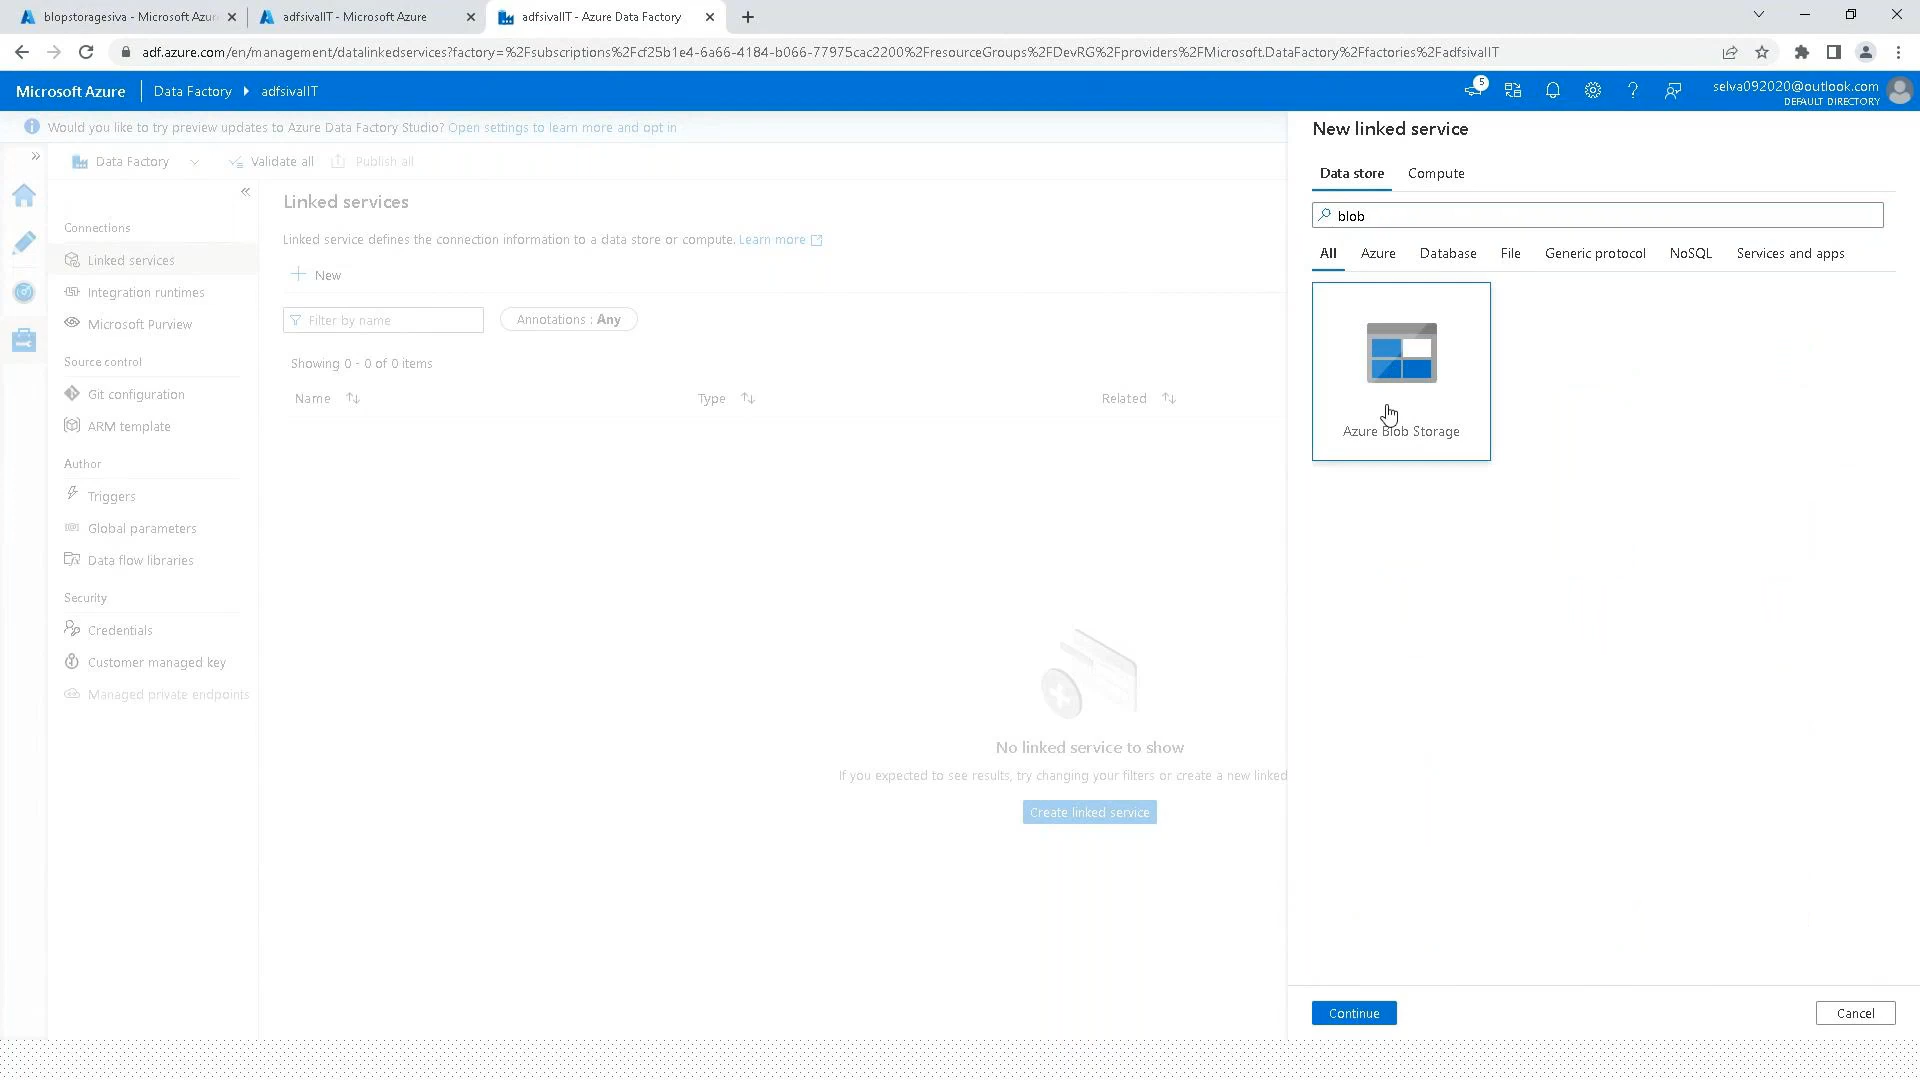 blopstoragesiva - Microsoft Azur
adfsivaIIT - Microsoft Azure
adfsivaIIT - Azure Data Factory
adf.azure.com/en/management/datalinkedservices?factory=%2Fsubscriptions%2Fcf25b1e4-6a66-4184-b066-77975cac2200%2FresourceGroups%2FDevRG%2Fproviders%2FMicrosoft.DataFactory%2Ffactories%2FadfsivaIIT
Microsoft Azure
Data Factory
adfsivaIIT
5
selva092020@outlook.com
DEFAULT DIRECTORY
Would you like to try preview updates to Azure Data Factory Studio? Open settings to learn more and opt in
Data Factory
Validate all
Publish all
Connections
Linked services
Integration runtimes
Microsoft Purview
Source control
Git configuration
ARM template
Author
Triggers
Global parameters
Data flow libraries
Security
Credentials
Customer managed key
Managed private endpoints
Linked services
Linked service defines the connection information to a data store or compute. Learn more
New
Filter by name
Annotations : Any
Showing 0 - 0 of 0 items
Name
Type
Related
No linked service to show
If you expected to see results, try changing your filters or create a new linked
Create linked service
New linked service
Data store
Compute
blob
All
Azure
Database
File
Generic protocol
NoSQL
Services and apps
Azure Blob Storage
Continue
Cancel